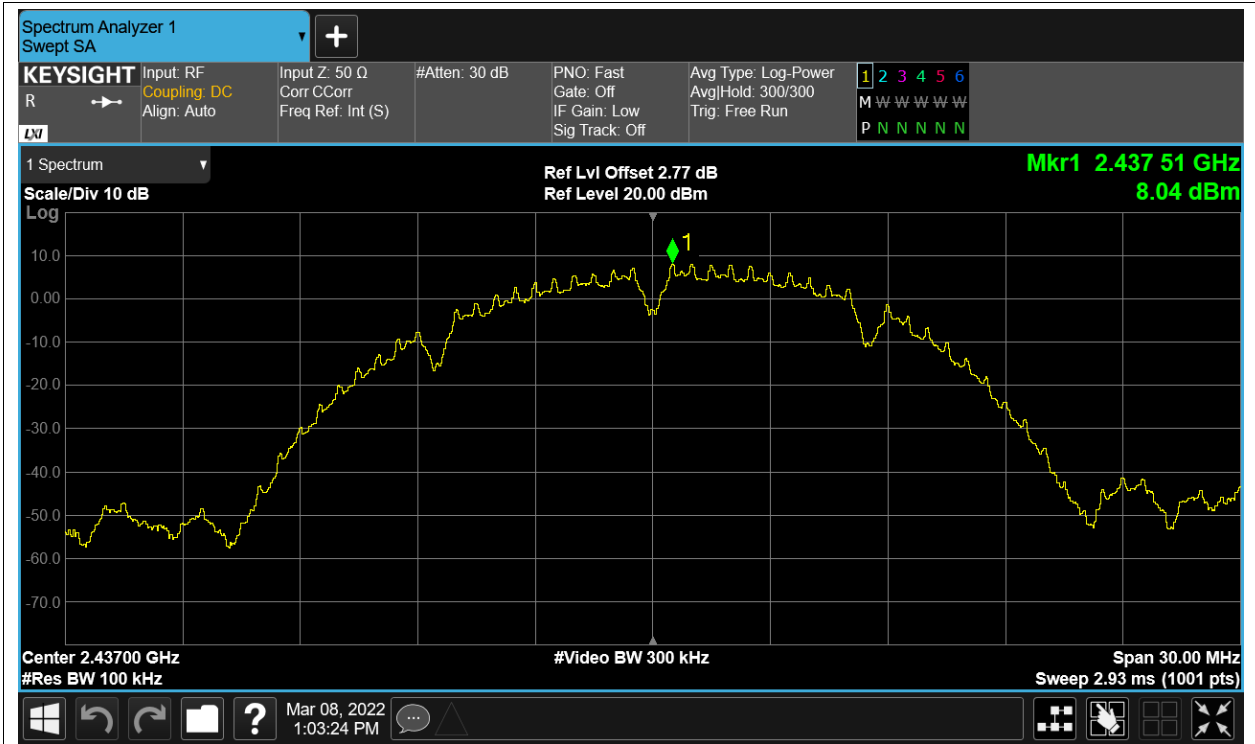 Spectrum Analyzer 1
Swept SA
KEYSIGHT
R
LXI
Input: RF
Coupling: DC
Align: Auto
Input Z: 50 Ω
Corr CCorr
Freq Ref: Int (S)
#Atten: 30 dB
PNO: Fast
Gate: Off
IF Gain: Low
Sig Track: Off
Avg Type: Log-Power
Avg|Hold: 300/300
Trig: Free Run
1 2 3 4 5 6
M W W W W W
P N N N N N
1 Spectrum
Scale/Div 10 dB
Log
Ref Lvl Offset 2.77 dB
Ref Level 20.00 dBm
Mkr1 2.437 51 GHz
8.04 dBm
1
10.0
0.00
-10.0
-20.0
-30.0
-40.0
-50.0
-60.0
-70.0
Center 2.43700 GHz
#Res BW 100 kHz
#Video BW 300 kHz
Span 30.00 MHz
Sweep 2.93 ms (1001 pts)
?
Mar 08, 2022
1:03:24 PM